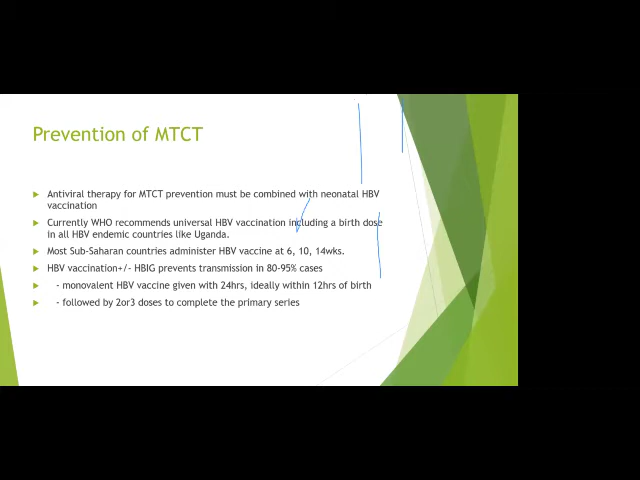 Prevention of MTCT
Antiviral therapy for MTCT prevention must be combined with neonatal HBV
vaccination
Currently WHO recommends universal HBV vaccination including a birth dose
in all HBV endemic countries like Uganda.
Most Sub-Saharan countries administer HBV vaccine at 6, 10, 14wks.
HBV vaccination+/- HBIG prevents transmission in 80-95% cases
- monovalent HBV vaccine given with 24hrs, ideally within 12hrs of birth
- followed by 2or3 doses to complete the primary series